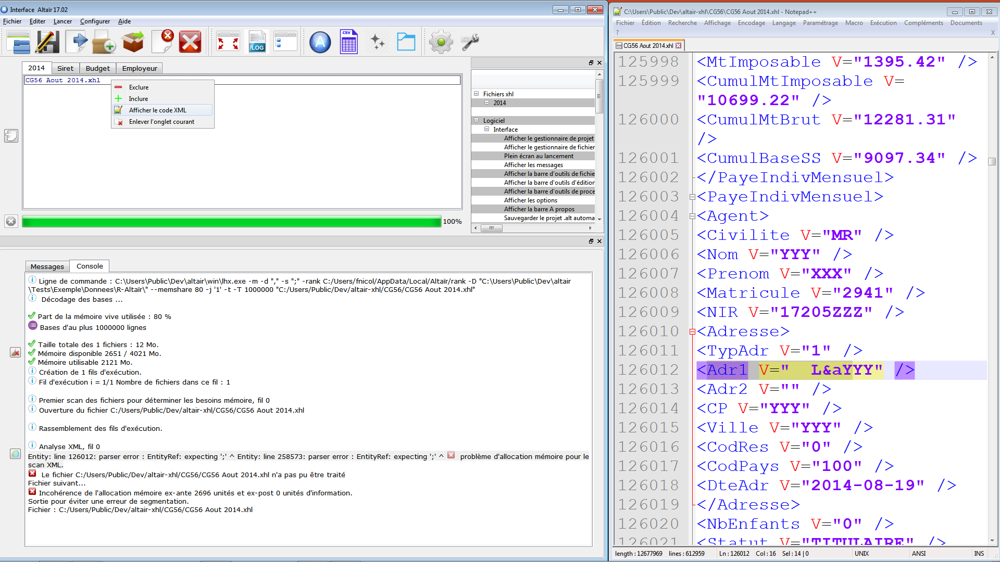 Interface Altaïr 17.02
Fichier Editer Lancer Configurer Aide
LOG
CSV
2014 Siret Budget Employeur
CG56 Aout 2014.xhl
Exclure
Inclure
Afficher le code XML
Enlever l'onglet courant
100%
Fichiers xhl
2014
Logiciel
Interface
Afficher le gestionnaire de projet
Afficher le gestionnaire de fichier
Plein écran au lancement
Afficher les messages
Afficher la barre d'outils de fichie
Afficher la barre d'outils d'édition
Afficher la barre d'outils de proce
Afficher les options
Afficher la barre A propos
Sauvegarder le projet .alt automa
Messages Console
Ligne de commande : C:\Users\Public\Dev\altair\win\lhx.exe -m -d "," -s ";" -rank C:/Users/fnicol/AppData/Local/Altaïr/rank -D "C:\Users\Public\Dev\altair
\Tests\Exemple\Donnees\R-Altaïr\" --memshare 80 -j '1' -t -T 1000000 "C:/Users/Public/Dev/altair-xhl/CG56/CG56 Aout 2014.xhl"
Décodage des bases ...
Part de la mémoire vive utilisée : 80 %
Bases d'au plus 1000000 lignes
Taille totale des 1 fichiers : 12 Mo.
Mémoire disponible 2651 / 4021 Mo.
Mémoire utilisable 2121 Mo.
Création de 1 fils d'exécution.
Fil d'exécution i = 1/1 Nombre de fichiers dans ce fil : 1
Premier scan des fichiers pour déterminer les besoins mémoire, fil 0
Ouverture du fichier C:/Users/Public/Dev/altair-xhl/CG56/CG56 Aout 2014.xhl
Rassemblement des fils d'exécution.
Analyse XML, fil 0
Entity: line 126012: parser error : EntityRef: expecting ';' ^ Entity: line 258573: parser error : EntityRef: expecting ';' ^ problème d'allocation mémoire pour le
scan XML.
Le fichier C:/Users/Public/Dev/altair-xhl/CG56/CG56 Aout 2014.xhl n'a pas pu être traité
Fichier suivant...
Incohérence de l'allocation mémoire ex-ante 2696 unités et ex-post 0 unités d'information.
Sortie pour éviter une erreur de segmentation.
Fichier : C:/Users/Public/Dev/altair-xhl/CG56/CG56 Aout 2014.xhl
C:\Users\Public\Dev\altair-xhl\CG56\CG56 Aout 2014.xhl - Notepad++
Fichier Édition Recherche Affichage Encodage Langage Paramétrage Macro Exécution Compléments Documents
? X
CG56 Aout 2014.xhl
125998 <MtImposable V="1395.42" />
125999 <CumulMtImposable V=
"10699.22" />
126000 <CumulMtBrut V="12281.31"
/>
126001 <CumulBaseSS V="9097.34" />
126002 </PayeIndivMensuel>
126003 <PayeIndivMensuel>
126004 <Agent>
126005 <Civilite V="MR" />
126006 <Nom V="YYY" />
126007 <Prenom V="XXX" />
126008 <Matricule V="2941" />
126009 <NIR V="17205ZZZ" />
126010 <Adresse>
126011 <TypAdr V="1" />
126012 <Adr1 V="  L&aYYY" />
126013 <Adr2 V="" />
126014 <CP V="YYY" />
126015 <Ville V="YYY" />
126016 <CodRes V="0" />
126017 <CodPays V="100" />
126018 <DteAdr V="2014-08-19" />
126019 </Adresse>
126020 <NbEnfants V="0" />
126021 <Statut V="TITULAIRE" />
length : 12677969 lines : 612959 Ln : 126012 Col : 16 Sel : 14 | 0 UNIX ANSI INS